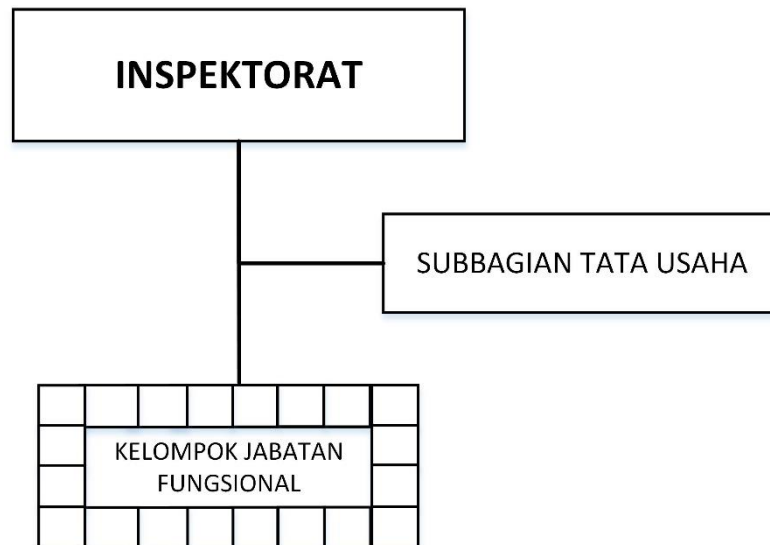 INSPEKTORAT
SUBBAGIAN TATA USAHA
KELOMPOK JABATAN
FUNGSIONAL